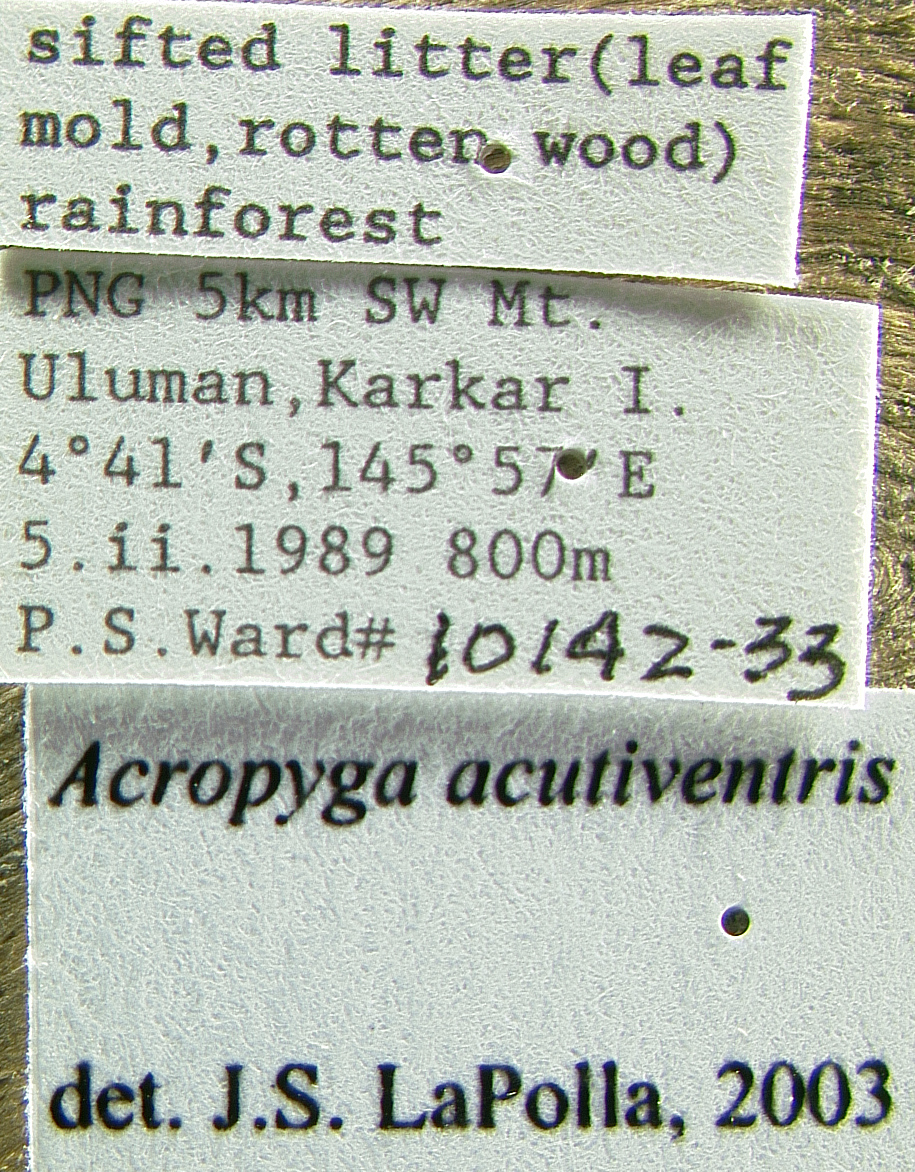 sifted litter(leaf
mold,rotten wood)
rainforest
PNG 5km SW Mt.
Uluman,Karkar I.
4°41'S,145°57'E
5.ii.1989 800m
P.S.Ward# 10142-33
Acropyga acutiventris
det. J.S. LaPolla, 2003